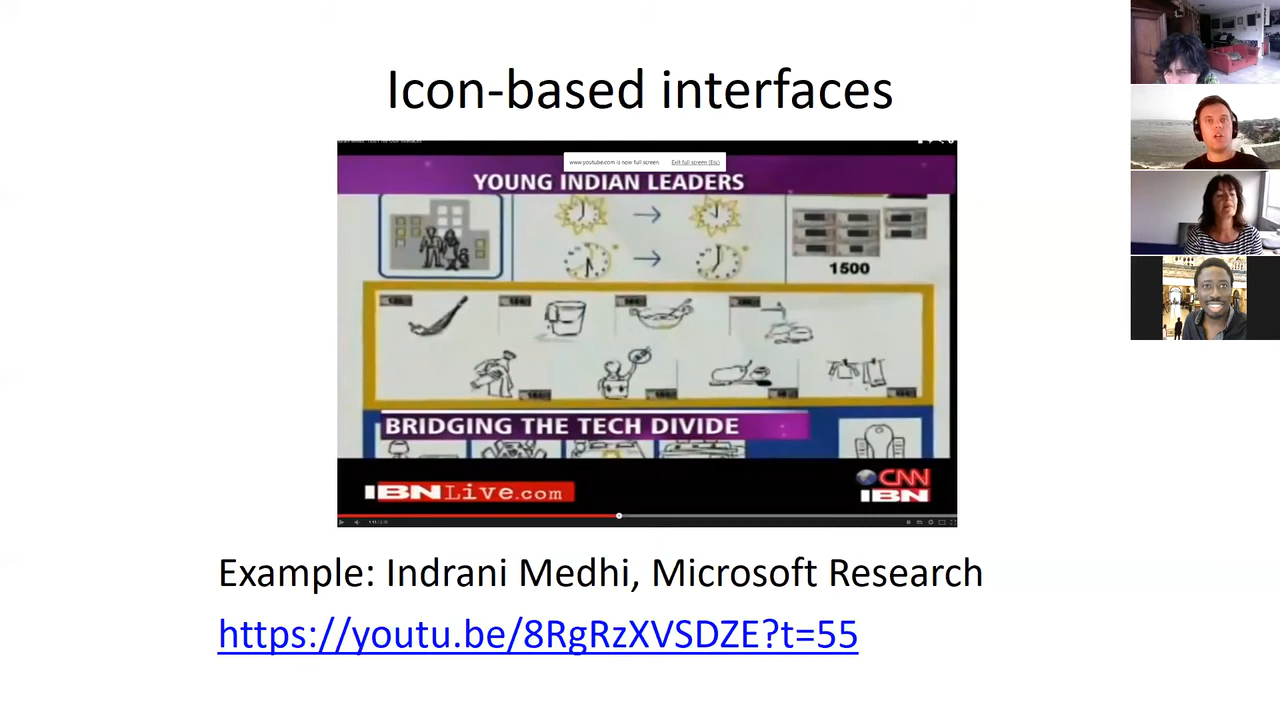 Icon-based interfaces
www.youtube.com is now full screen. Exit full screen (Esc)
YOUNG INDIAN LEADERS
1500
BRIDGING THE TECH DIVIDE
IBNLive.com
CNN
IBN
Example: Indrani Medhi, Microsoft Research
https://youtu.be/8RgRzXVSDZE?t=55